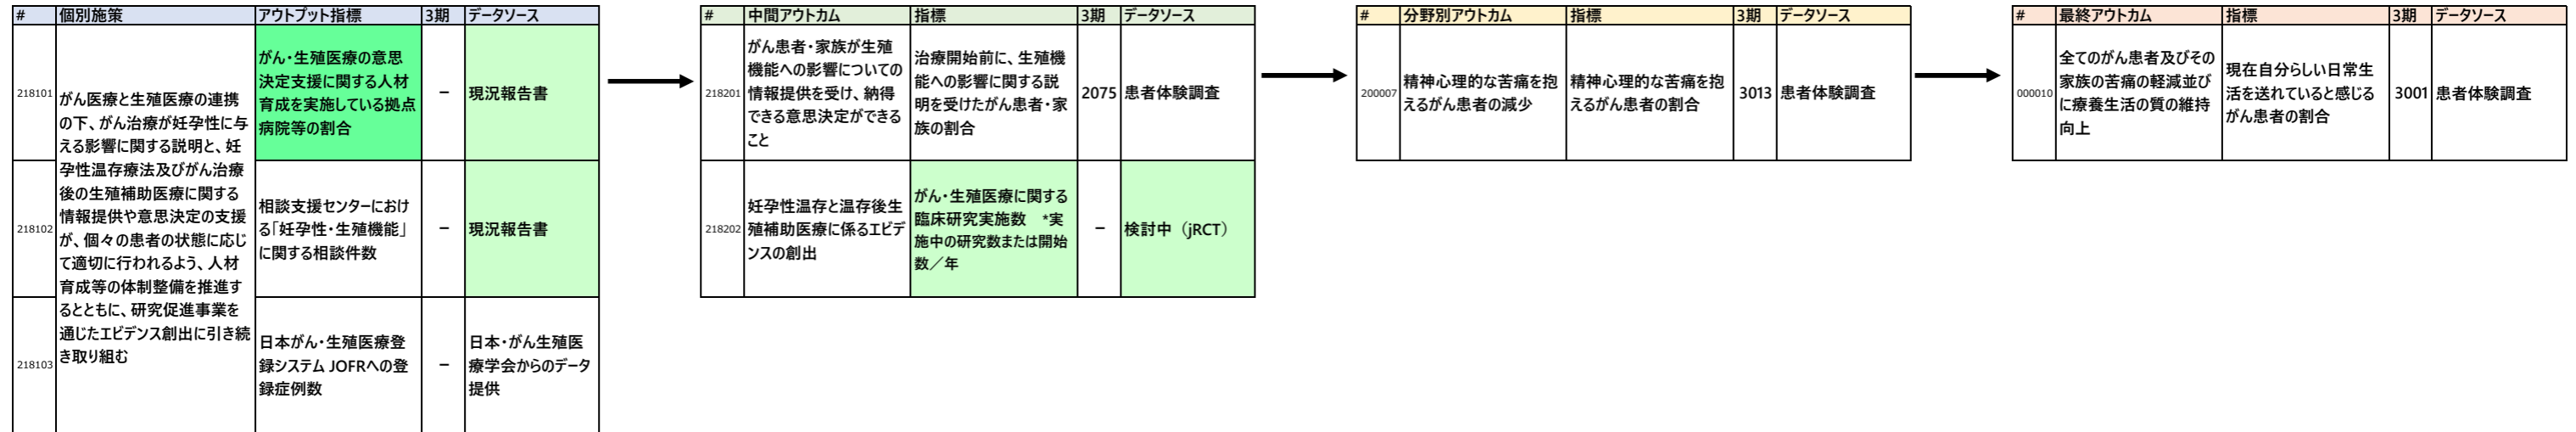 # 個別施策 アウトプット指標 3期 データソース
218101
がん医療と生殖医療の連携
の下、がん治療が妊孕性に与
える影響に関する説明と、妊
孕性温存療法及びがん治療
後の生殖補助医療に関する
情報提供や意思決定の支援
が、個々の患者の状態に応じ
て適切に行われるよう、人材
育成等の体制整備を推進す
るとともに、研究促進事業を
通じたエビデンス創出に引き続
き取り組む
がん・生殖医療の意思
決定支援に関する人材
育成を実施している拠点
病院等の割合
－
現況報告書
218102
相談支援センターにおけ
る「妊孕性・生殖機能」
に関する相談件数
－
現況報告書
218103
日本がん・生殖医療登
録システム JOFRへの登
録症例数
－
日本・がん生殖医
療学会からのデータ
提供
# 中間アウトカム 指標 3期 データソース
218201
がん患者・家族が生殖
機能への影響についての
情報提供を受け、納得
できる意思決定ができる
こと
治療開始前に、生殖機
能への影響に関する説
明を受けたがん患者・家
族の割合
2075
患者体験調査
218202
妊孕性温存と温存後生
殖補助医療に係るエビデ
ンスの創出
がん・生殖医療に関する
臨床研究実施数　*実
施中の研究数または開始
数／年
－
検討中（jRCT）
# 分野別アウトカム 指標 3期 データソース
200007
精神心理的な苦痛を抱
えるがん患者の減少
精神心理的な苦痛を抱
えるがん患者の割合
3013
患者体験調査
# 最終アウトカム 指標 3期 データソース
000010
全てのがん患者及びその
家族の苦痛の軽減並び
に療養生活の質の維持
向上
現在自分らしい日常生
活を送れていると感じる
がん患者の割合
3001
患者体験調査